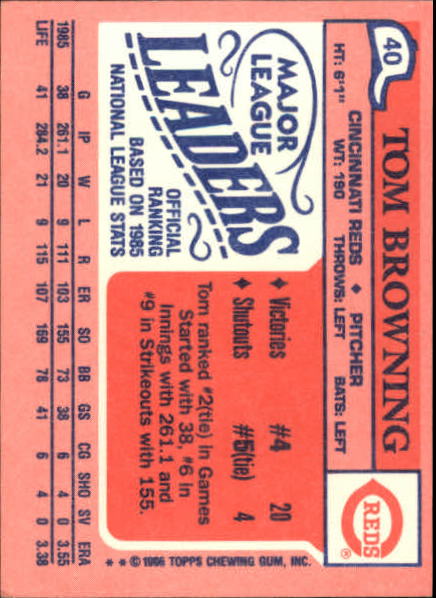 40
TOM BROWNING
CINCINNATI REDS ♦ PITCHER
HT: 6'1" WT: 190 THROWS: LEFT BATS: LEFT
REDS ®
MAJOR
LEAGUE
LEADERS
OFFICIAL
RANKING
BASED ON 1985
NATIONAL LEAGUE STATS
♦ Victories #4 20
♦ Shutouts #5(tie) 4
Tom ranked #2(tie) in Games
Started with 38, #6 in
Innings with 261.1 and
#9 in Strikeouts with 155.
* * © 1986 TOPPS CHEWING GUM, INC.
G IP W L R ER SO BB GS CG SHO SV ERA
1985 38 261.1 20 9 111 103 155 73 38 6 4 0 3.55
LIFE 41 284.2 21 9 115 107 169 78 41 6 4 0 3.38